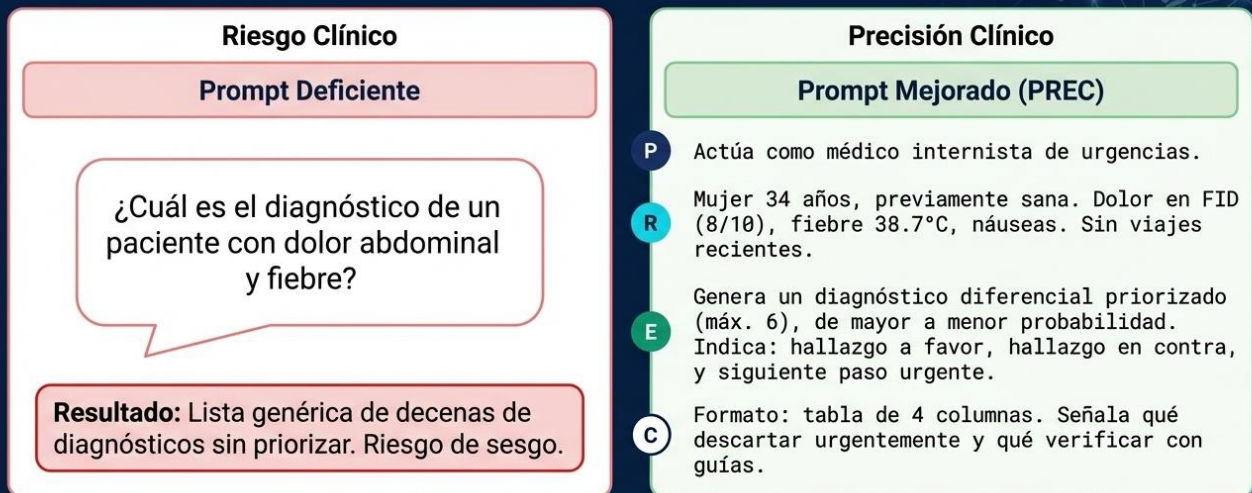 Riesgo Clínico
Prompt Deficiente
¿Cuál es el diagnóstico de un
paciente con dolor abdominal
y fiebre?
Resultado: Lista genérica de decenas de
diagnósticos sin priorizar. Riesgo de sesgo.
Precisión Clínico
Prompt Mejorado (PREC)
P Actúa como médico internista de urgencias.
Mujer 34 años, previamente sana. Dolor en FID
R (8/10), fiebre 38.7°C, náuseas. Sin viajes
recientes.
Genera un diagnóstico diferencial priorizado
(máx. 6), de mayor a menor probabilidad.
E Indica: hallazgo a favor, hallazgo en contra,
y siguiente paso urgente.
Formato: tabla de 4 columnas. Señala qué
C descartar urgentemente y qué verificar con
guías.